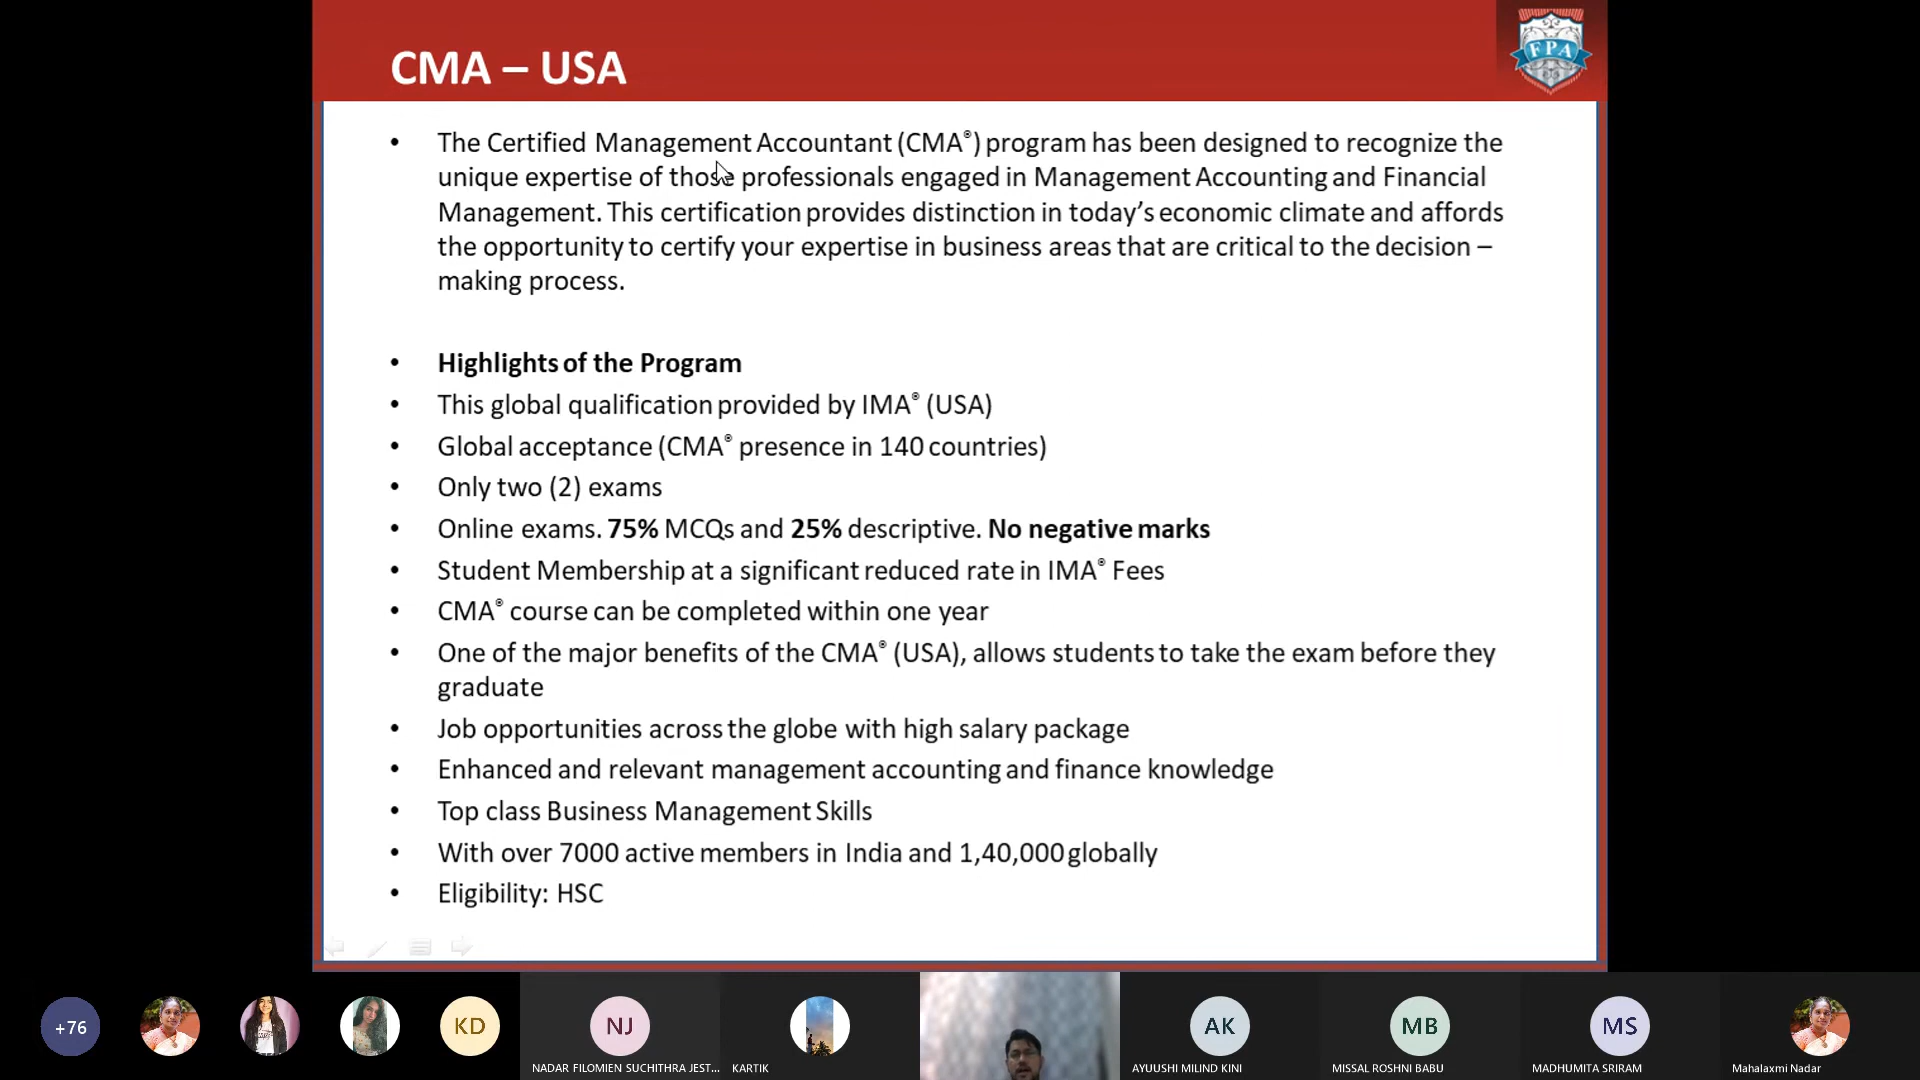 CMA – USA
FPA
• The Certified Management Accountant (CMA®) program has been designed to recognize the
unique expertise of those professionals engaged in Management Accounting and Financial
Management. This certification provides distinction in today’s economic climate and affords
the opportunity to certify your expertise in business areas that are critical to the decision –
making process.
• Highlights of the Program
• This global qualification provided by IMA® (USA)
• Global acceptance (CMA® presence in 140 countries)
• Only two (2) exams
• Online exams. 75% MCQs and 25% descriptive. No negative marks
• Student Membership at a significant reduced rate in IMA® Fees
• CMA® course can be completed within one year
• One of the major benefits of the CMA® (USA), allows students to take the exam before they
graduate
• Job opportunities across the globe with high salary package
• Enhanced and relevant management accounting and finance knowledge
• Top class Business Management Skills
• With over 7000 active members in India and 1,40,000 globally
• Eligibility: HSC
+76
KD
NJ
AK
MB
MS
NADAR FILOMIEN SUCHITHRA JEST...
KARTIK
AYUUSHI MILIND KINI
MISSAL ROSHNI BABU
MADHUMITA SRIRAM
Mahalaxmi Nadar